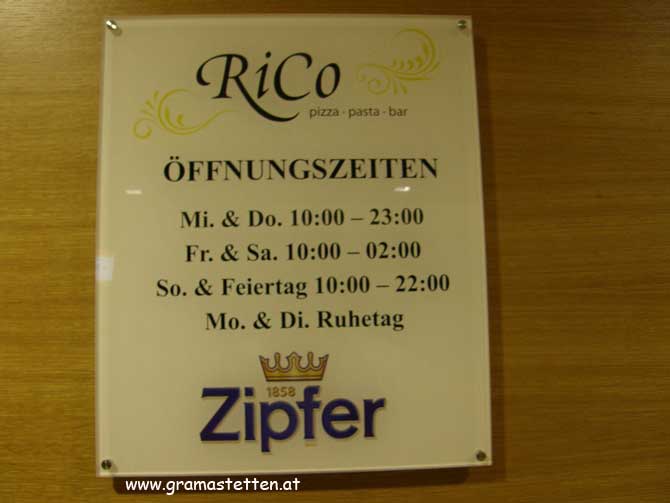 RiCo
pizza - pasta - bar
ÖFFNUNGSZEITEN
Mi. & Do. 10:00 – 23:00
Fr. & Sa. 10:00 – 02:00
So. & Feiertag 10:00 – 22:00
Mo. & Di. Ruhetag
1858
Zipfer
www.gramastetten.at